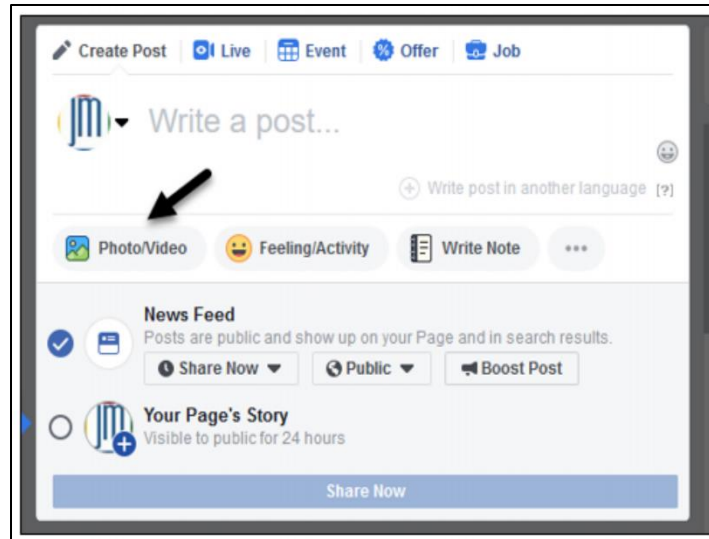 Create Post Live Event Offer Job
JM Write a post...
Write post in another language [?]
Photo/Video Feeling/Activity Write Note
News Feed
Posts are public and show up on your Page and in search results.
Share Now Public Boost Post
JM Your Page's Story
Visible to public for 24 hours
Share Now